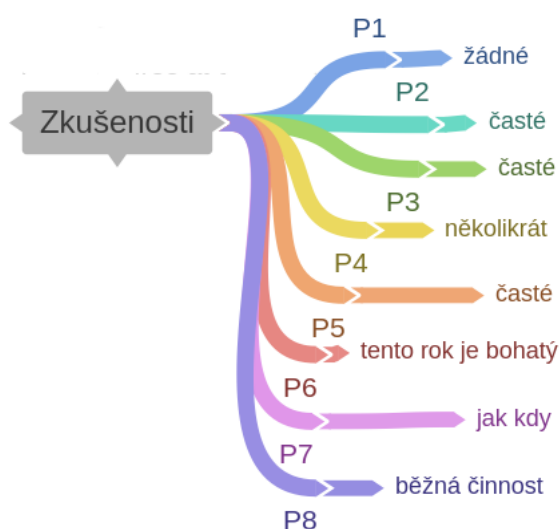 P1
žádné
P2
Zkušenosti
časté
časté
P3
několikrát
P4
časté
P5
tento rok je bohatý
P6
jak kdy
P7
běžná činnost
P8